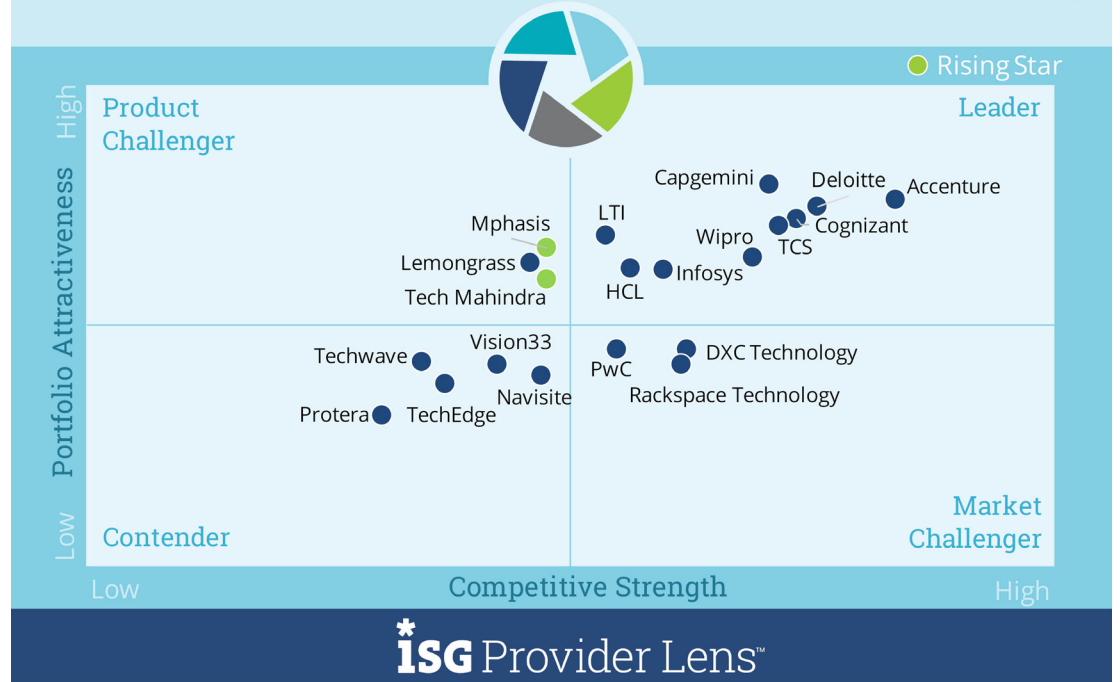 Rising Star
High
Product
Challenger
Leader
Capgemini
Deloitte
Accenture
LTI
Mphasis
Cognizant
Wipro
TCS
Lemongrass
Infosys
HCL
Tech Mahindra
Portfolio Attractiveness
Vision33
Techwave
DXC Technology
PwC
Navisite
Rackspace Technology
Protera
TechEdge
Low
Contender
Market
Challenger
Low
Competitive Strength
High
*iSG Provider Lens™